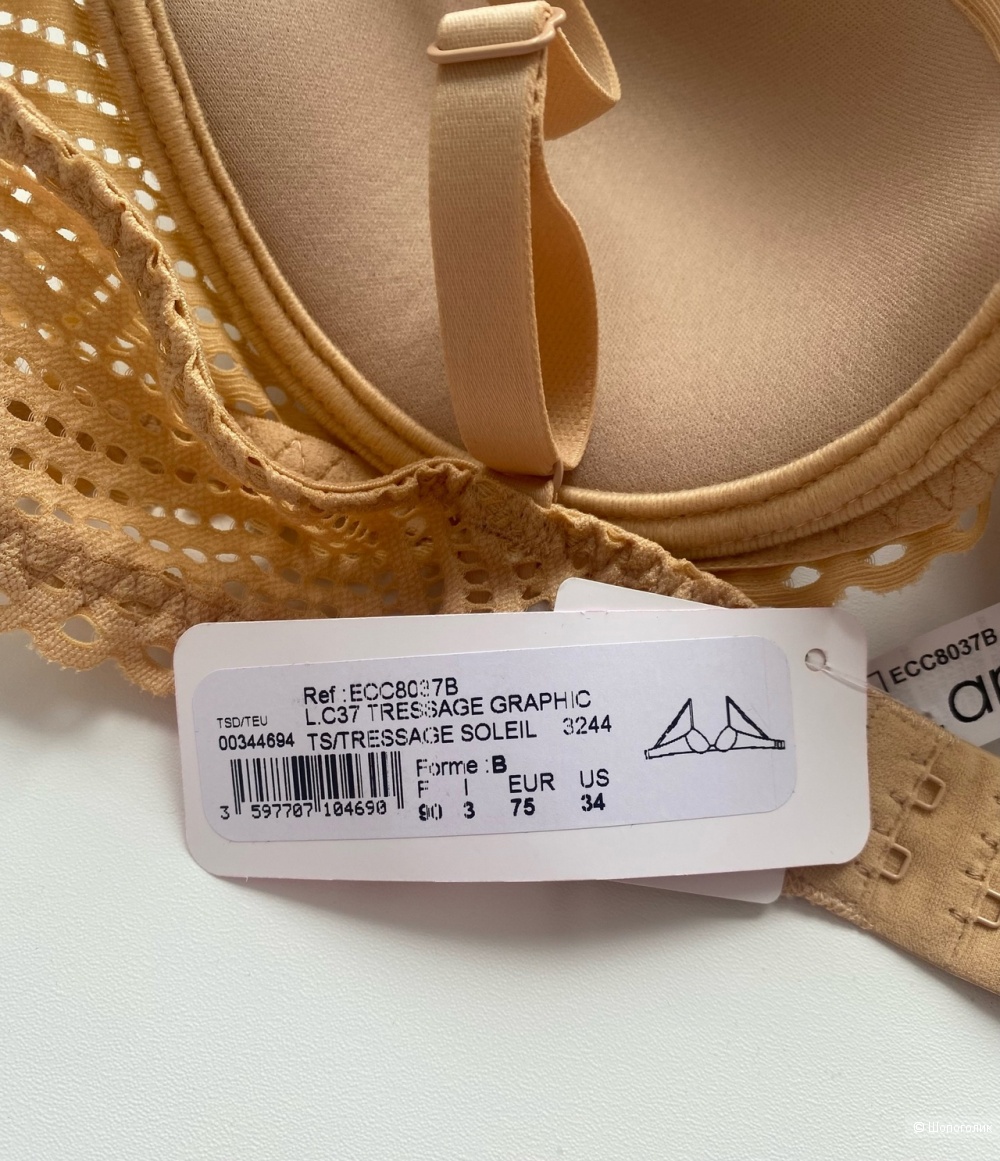 Ref :ECC8037B
L.C37 TRESSAGE GRAPHIC
TSD/TEU
00344694 TS/TRESSAGE SOLEIL 3244
Forme :B
F I EUR US
90 3 75 34
3 597707 104690
ECC8037B
an
© Шопоголик